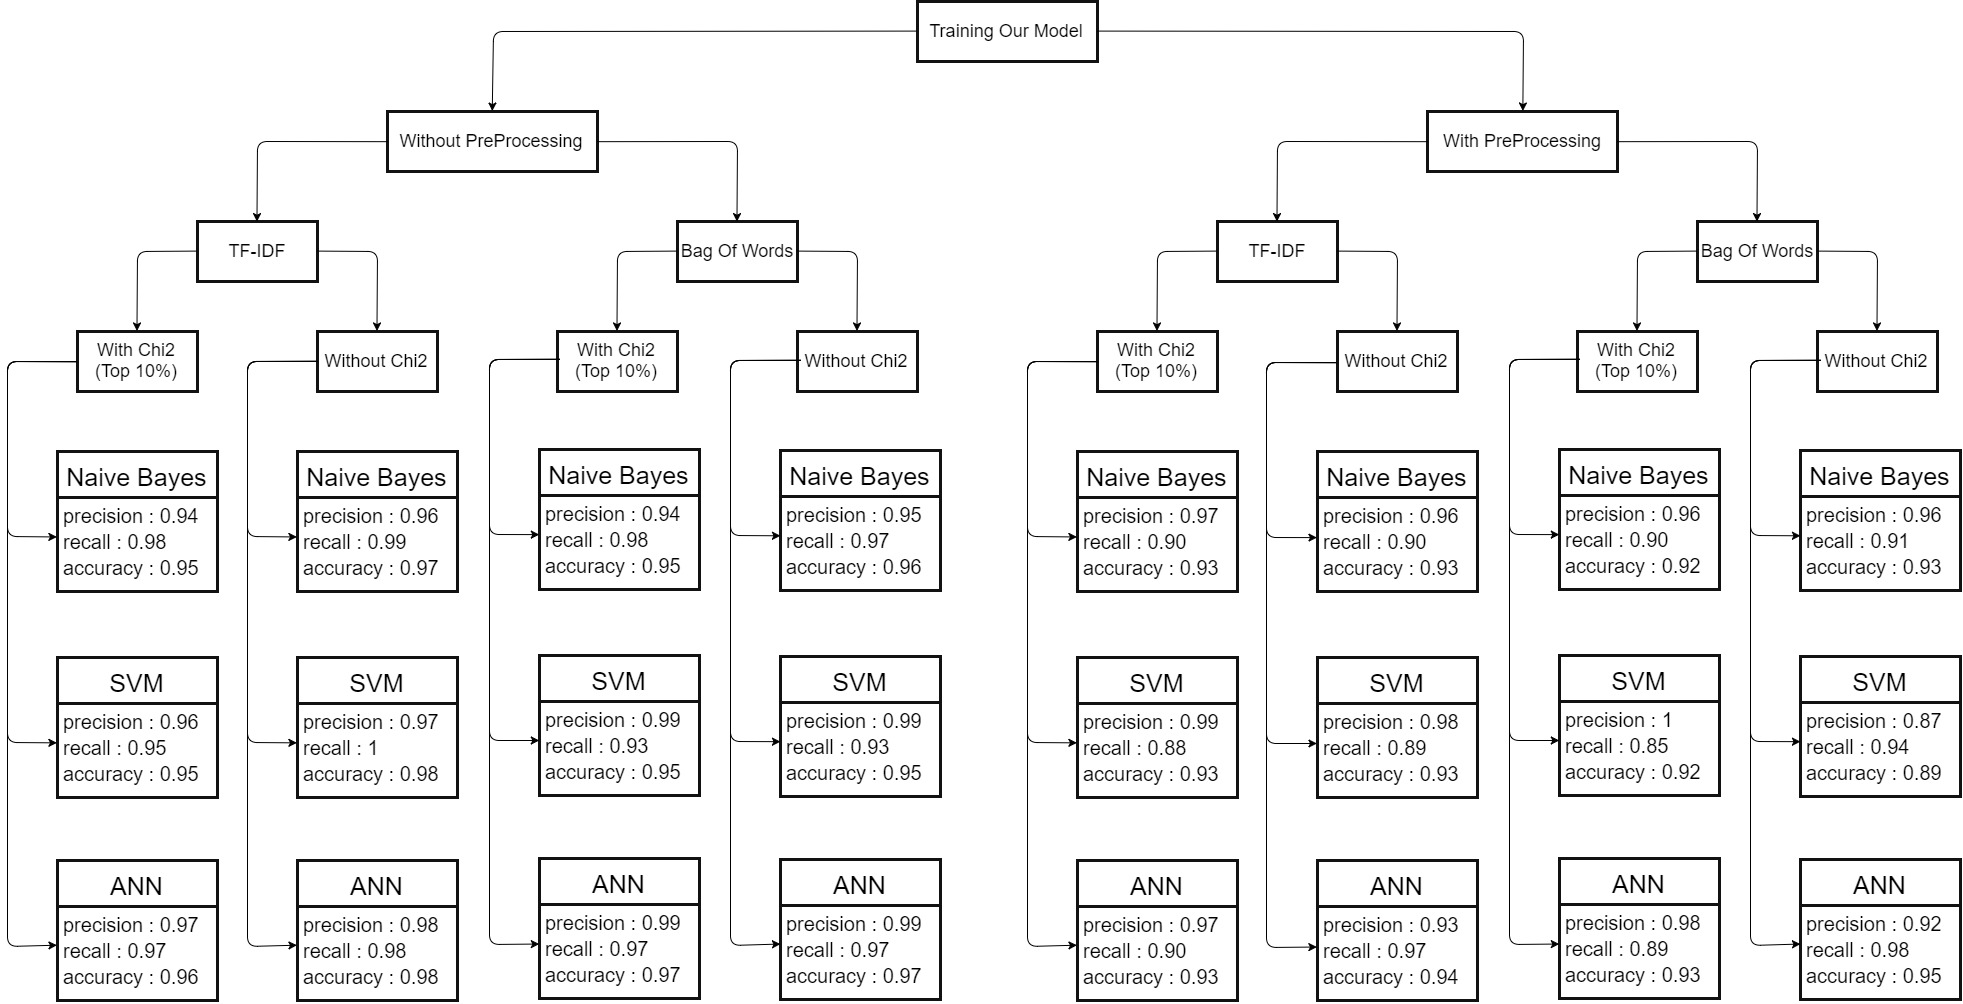 Training Our Model
Without PreProcessing
With PreProcessing
TF-IDF
Bag Of Words
TF-IDF
Bag Of Words
With Chi2
(Top 10%)
Without Chi2
With Chi2
(Top 10%)
Without Chi2
With Chi2
(Top 10%)
Without Chi2
With Chi2
(Top 10%)
Without Chi2
Naive Bayes
precision : 0.94
recall : 0.98
accuracy : 0.95
Naive Bayes
precision : 0.96
recall : 0.99
accuracy : 0.97
Naive Bayes
precision : 0.94
recall : 0.98
accuracy : 0.95
Naive Bayes
precision : 0.95
recall : 0.97
accuracy : 0.96
Naive Bayes
precision : 0.97
recall : 0.90
accuracy : 0.93
Naive Bayes
precision : 0.96
recall : 0.90
accuracy : 0.93
Naive Bayes
precision : 0.96
recall : 0.90
accuracy : 0.92
Naive Bayes
precision : 0.96
recall : 0.91
accuracy : 0.93
SVM
precision : 0.96
recall : 0.95
accuracy : 0.95
SVM
precision : 0.97
recall : 1
accuracy : 0.98
SVM
precision : 0.99
recall : 0.93
accuracy : 0.95
SVM
precision : 0.99
recall : 0.93
accuracy : 0.95
SVM
precision : 0.99
recall : 0.88
accuracy : 0.93
SVM
precision : 0.98
recall : 0.89
accuracy : 0.93
SVM
precision : 1
recall : 0.85
accuracy : 0.92
SVM
precision : 0.87
recall : 0.94
accuracy : 0.89
ANN
precision : 0.97
recall : 0.97
accuracy : 0.96
ANN
precision : 0.98
recall : 0.98
accuracy : 0.98
ANN
precision : 0.99
recall : 0.97
accuracy : 0.97
ANN
precision : 0.99
recall : 0.97
accuracy : 0.97
ANN
precision : 0.97
recall : 0.90
accuracy : 0.93
ANN
precision : 0.93
recall : 0.97
accuracy : 0.94
ANN
precision : 0.98
recall : 0.89
accuracy : 0.93
ANN
precision : 0.92
recall : 0.98
accuracy : 0.95